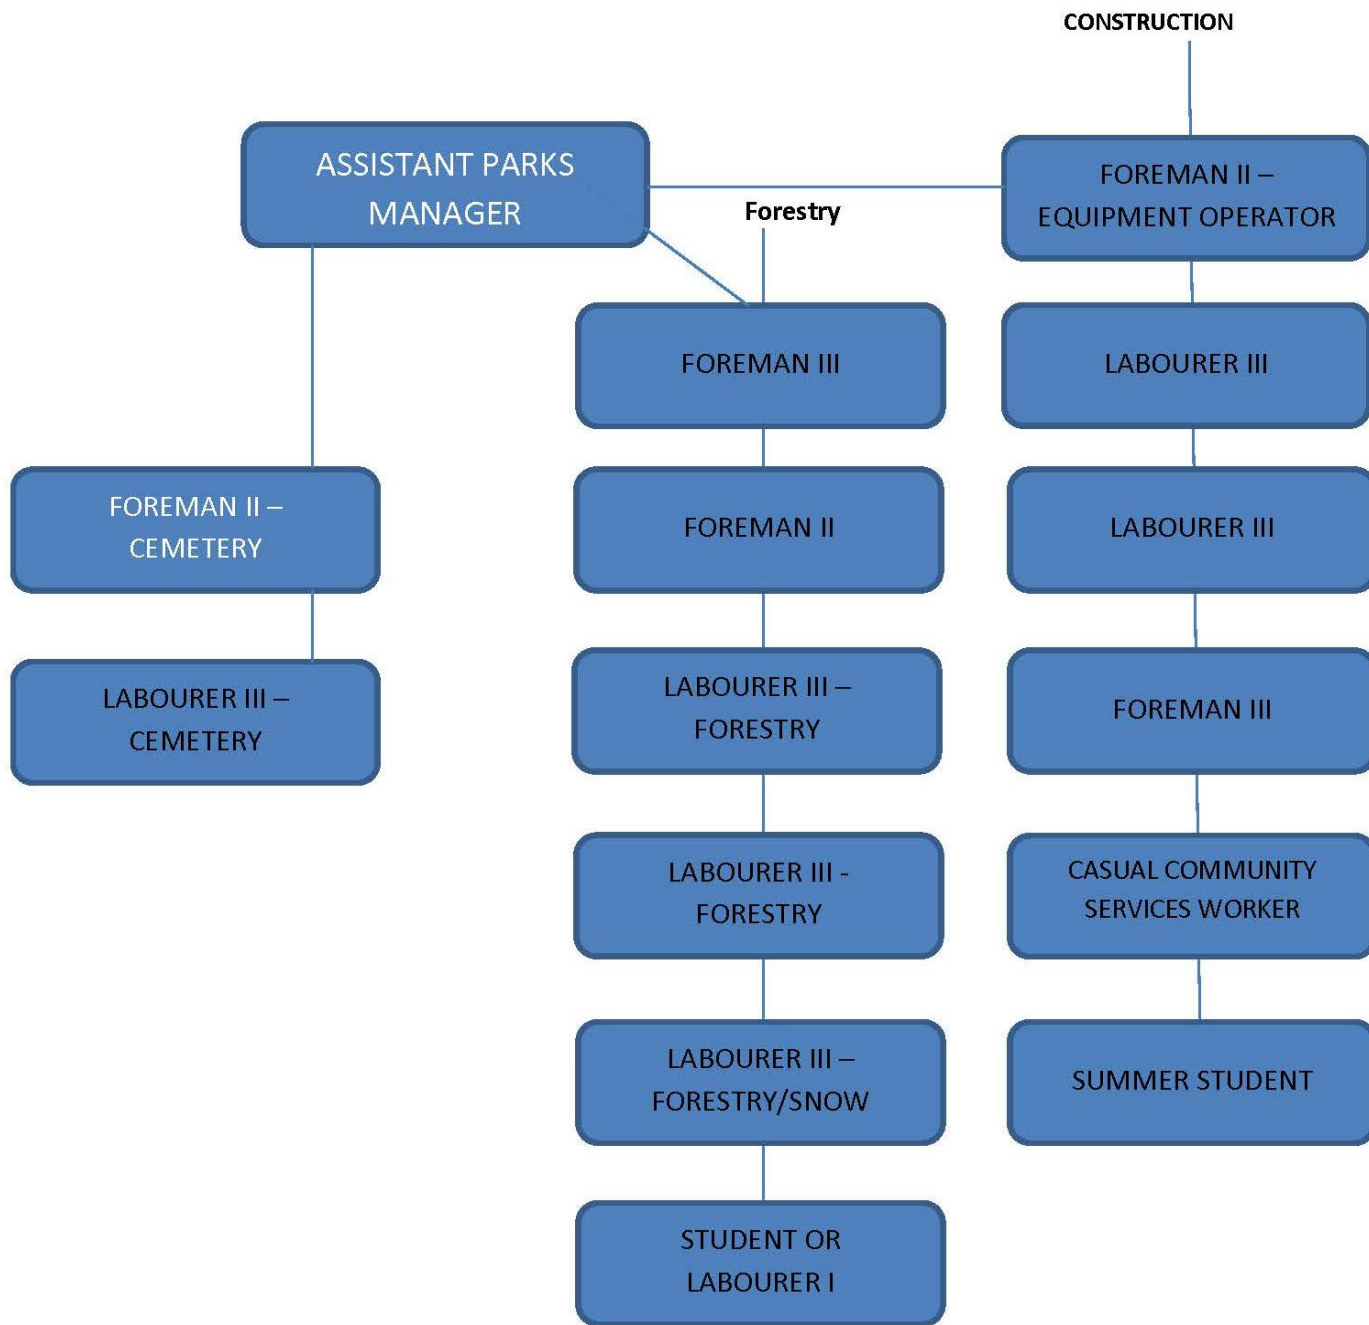 CONSTRUCTION
ASSISTANT PARKS
MANAGER
Forestry
FOREMAN II –
EQUIPMENT OPERATOR
FOREMAN III
LABOURER III
FOREMAN II –
CEMETERY
FOREMAN II
LABOURER III
LABOURER III –
CEMETERY
LABOURER III –
FORESTRY
FOREMAN III
LABOURER III -
FORESTRY
CASUAL COMMUNITY
SERVICES WORKER
LABOURER III –
FORESTRY/SNOW
SUMMER STUDENT
STUDENT OR
LABOURER I